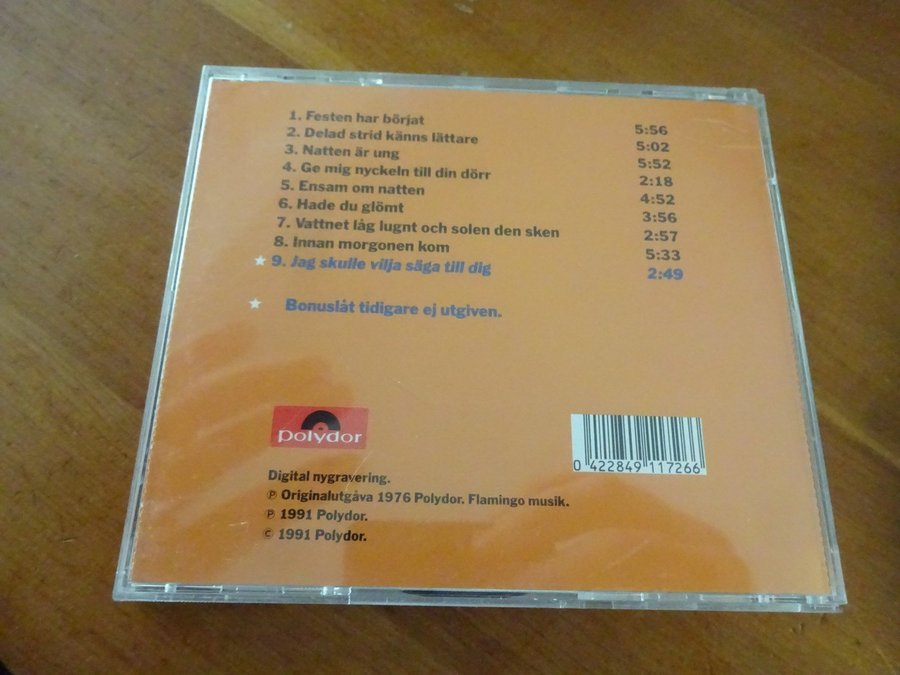 1. Festen har börjat 5:56
2. Delad strid känns lättare 5:02
3. Natten är ung 5:52
4. Ge mig nyckeln till din dörr 2:18
5. Ensam om natten 4:52
6. Hade du glömt 3:56
7. Vattnet låg lugnt och solen den sken 2:57
8. Innan morgonen kom 5:33
★ 9. Jag skulle vilja säga till dig 2:49
★ Bonuslåt tidigare ej utgiven.
polydor
0 422849 117266
Digital nygravering.
℗ Originalutgåva 1976 Polydor. Flamingo musik.
℗ 1991 Polydor.
© 1991 Polydor.